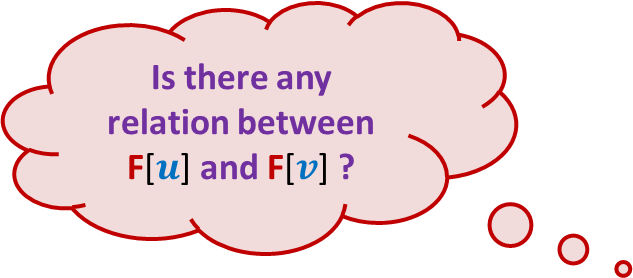 Is there any
relation between
F[u] and F[v] ?